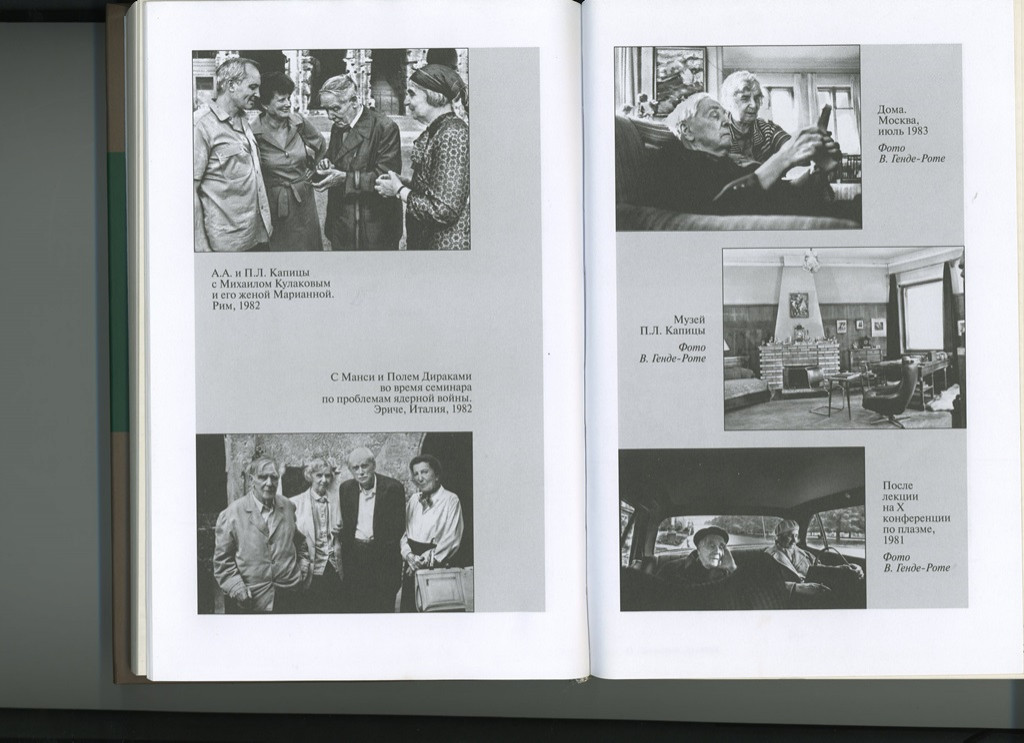 А.А. и П.Л. Капицы
с Михаилом Кулаковым
и его женой Марианной.
Рим, 1982
С Манси и Полем Дираками
во время семинара
по проблемам ядерной войны.
Эриче, Италия, 1982
Дома.
Москва,
июль 1983
Фото
В. Генде-Роте
Музей
П.Л. Капицы
Фото
В. Генде-Роте
После
лекции
на X
конференции
по плазме,
1981
Фото
В. Генде-Роте